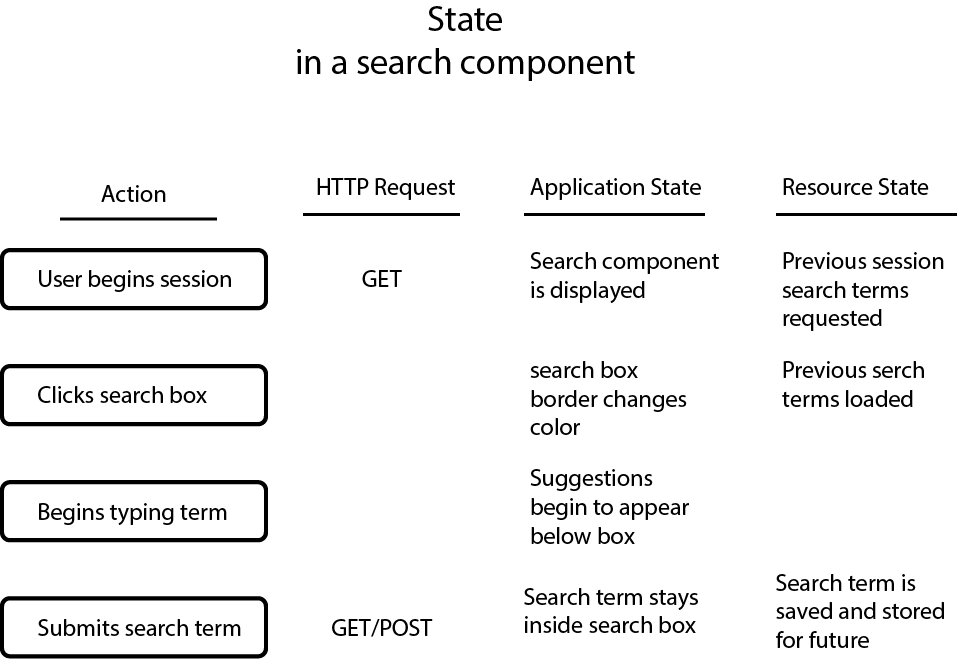 State
in a search component
Action
HTTP Request
Application State
Resource State
User begins session
GET
Search component
is displayed
Previous session
search terms
requested
Clicks search box
search box
border changes
color
Previous serch
terms loaded
Begins typing term
Suggestions
begin to appear
below box
Submits search term
GET/POST
Search term stays
inside search box
Search term is
saved and stored
for future